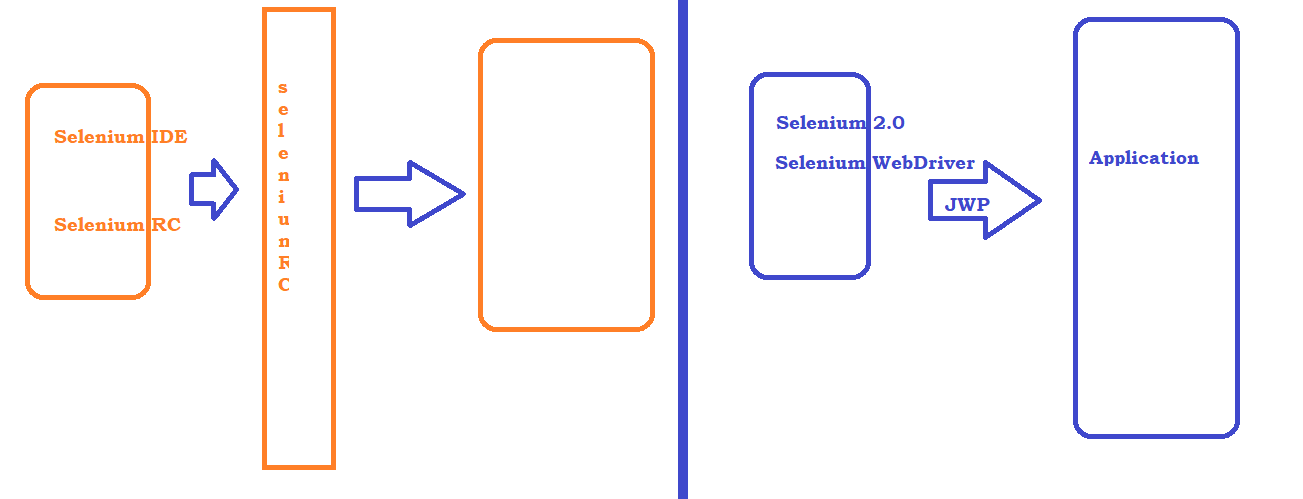 Selenium IDE
Selenium RC
s
e
l
e
n
i
u
n
R
C
Selenium 2.0
Selenium WebDriver
JWP
Application